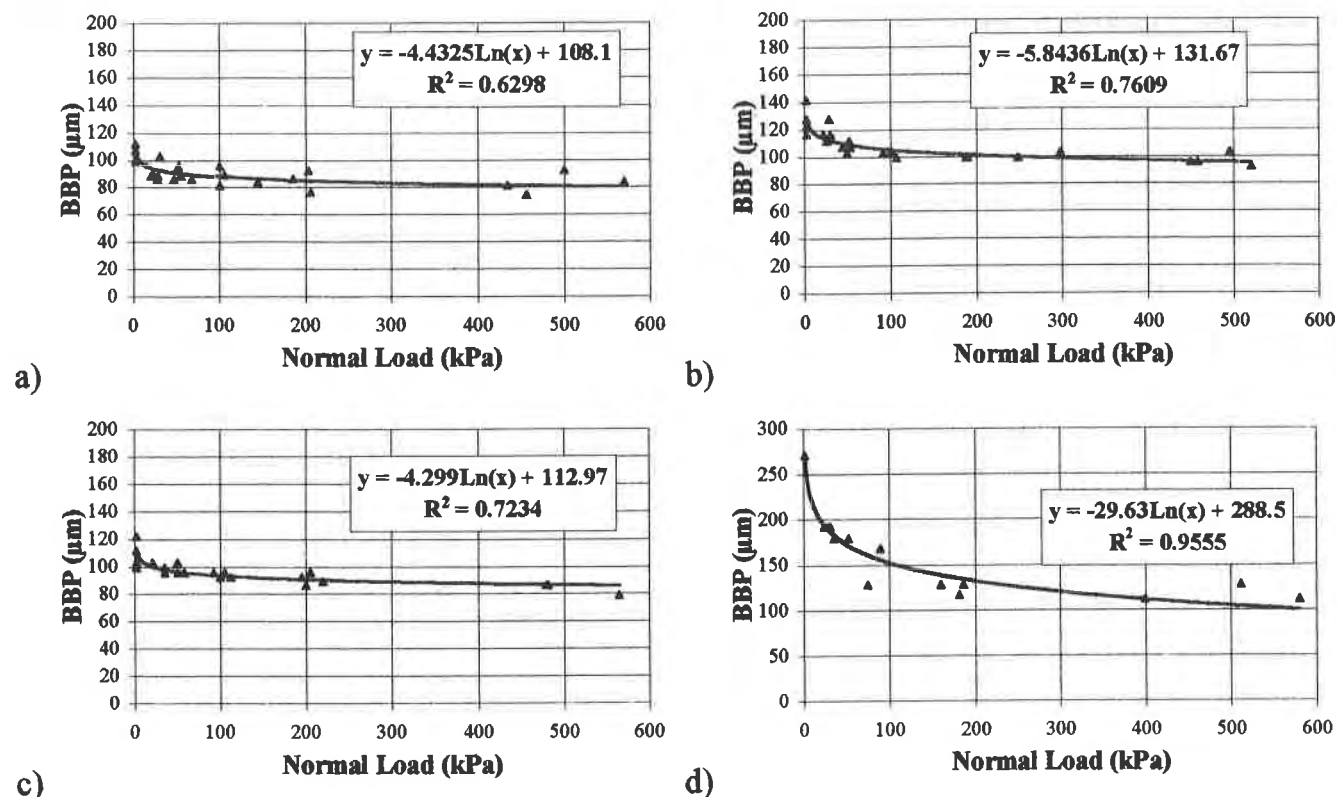 200
180
160
140
120
100
80
60
40
20
0
BBP (μm)
y = -4.4325Ln(x) + 108.1
R² = 0.6298
0 100 200 300 400 500 600
Normal Load (kPa)
a)
200
180
160
140
120
100
80
60
40
20
0
BBP (μm)
y = -5.8436Ln(x) + 131.67
R² = 0.7609
0 100 200 300 400 500 600
Normal Load (kPa)
b)
200
180
160
140
120
100
80
60
40
20
0
BBP (μm)
y = -4.299Ln(x) + 112.97
R² = 0.7234
0 100 200 300 400 500 600
Normal Load (kPa)
c)
300
250
200
150
100
50
0
BBP (μm)
y = -29.63Ln(x) + 288.5
R² = 0.9555
0 100 200 300 400 500 600
Normal Load (kPa)
d)